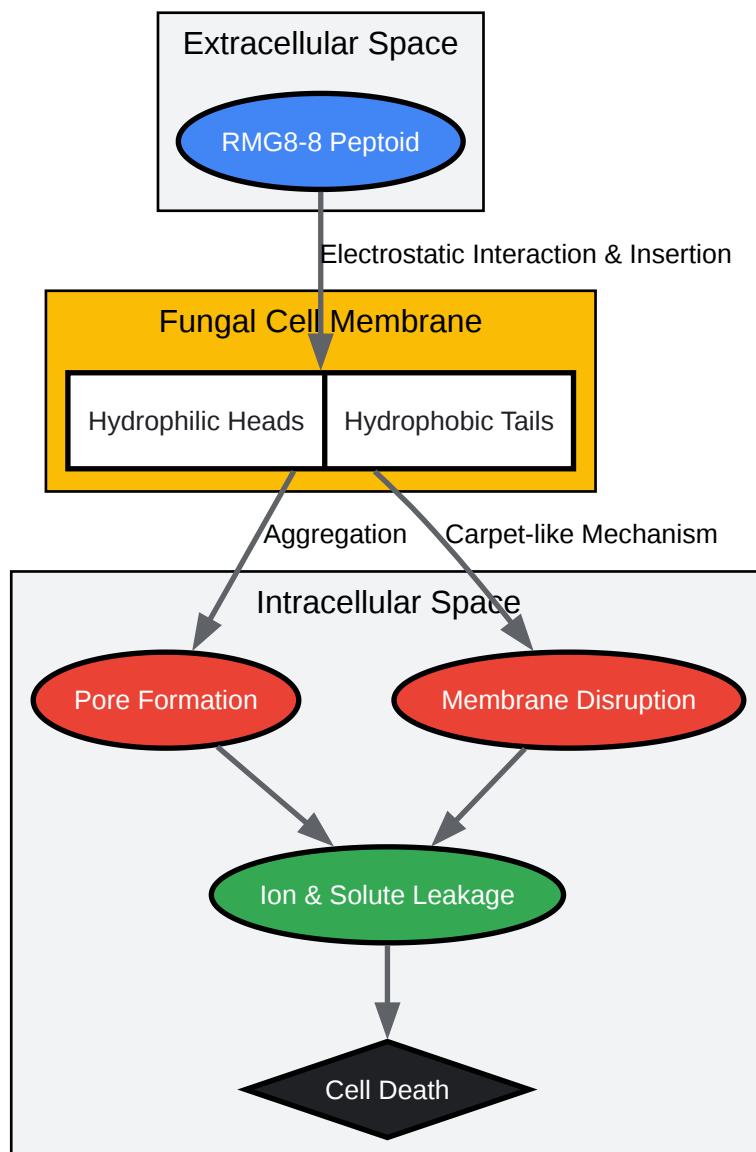 Extracellular Space
RMG8-8 Peptoid
Electrostatic Interaction & Insertion
Fungal Cell Membrane
Hydrophilic Heads
Hydrophobic Tails
Aggregation
Carpet-like Mechanism
Intracellular Space
Pore Formation
Membrane Disruption
Ion & Solute Leakage
Cell Death